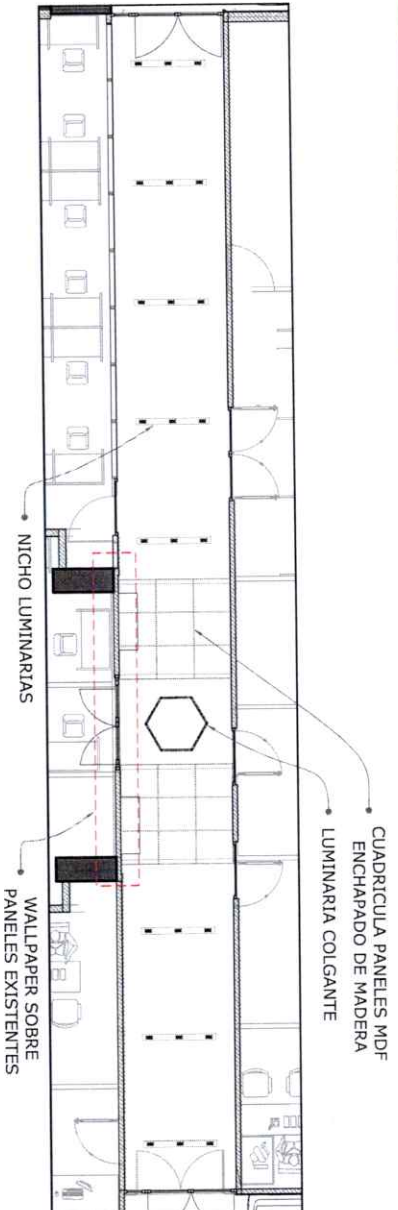 CUADRICULA PANELES MDF
ENCHAPADO DE MADERA
LUMINARIA COLGANTE
NICHO LUMINARIAS
WALLPAPER SOBRE
PANELES EXISTENTES